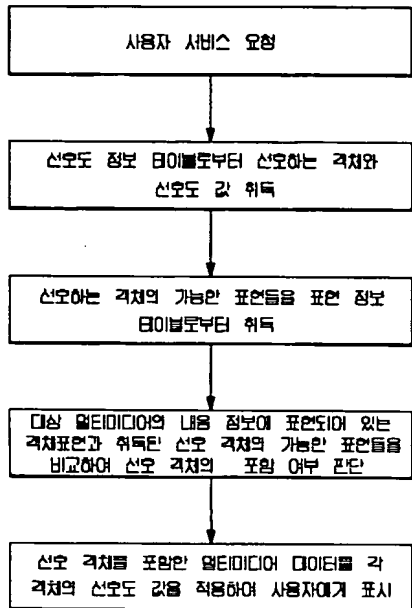 사용자 서비스 요청
선호도 정보 테이블로부터 선호하는 객체와
선호도 값 취득
선호하는 객체의 가능한 표현들을 표현 정보
테이블로부터 취득
대상 멀티미디어의 내용 정보에 표현되어 있는
객체표현과 취득된 선호 객체의 가능한 표현들을
비교하여 선호 객체의 포함 여부 판단
선호 객체를 포함한 멀티미디어 데이터를 각
객체의 선호도 값을 적용하여 사용자에게 표시